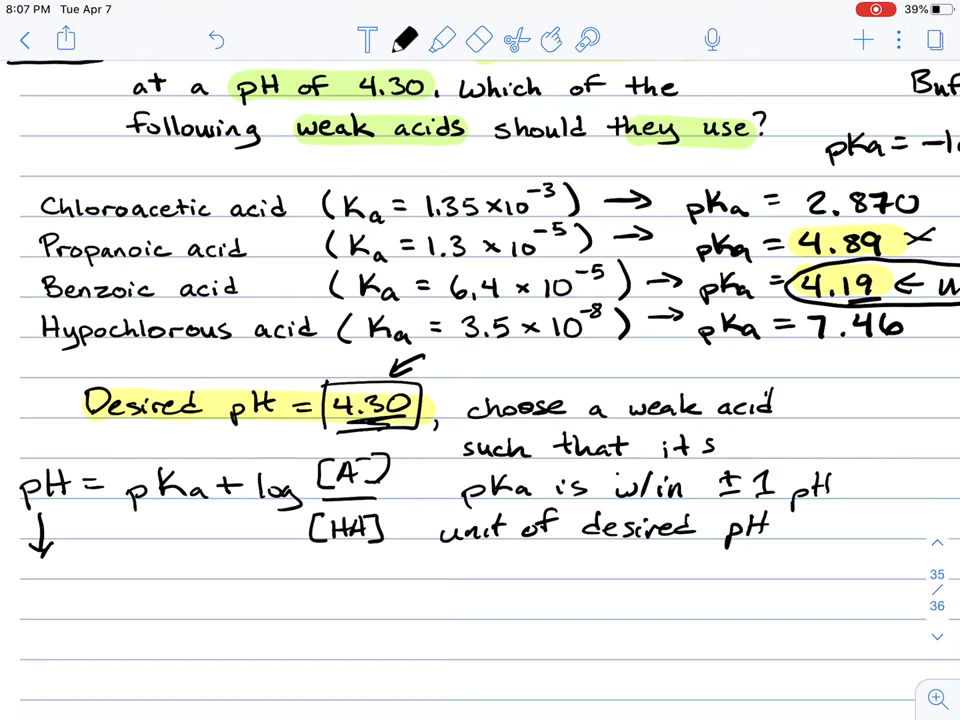 8:07 PM Tue Apr 7
39%
T
at a pH of 4.30. Which of the
following weak acids should they use?
Buf
pKa = -lo
Chloroacetic acid (Ka = 1.35 ×10⁻³) → pKa = 2.870
Propanoic acid (Ka = 1.3 × 10⁻⁵) → pKa = 4.89 ×
Benzoic acid (Ka = 6.4 × 10⁻⁵) → pKa = 4.19 ←
Hypochlorous acid (Ka = 3.5 × 10⁻⁸) → pKa = 7.46
Desired pH = 4.30, choose a weak acid
such that it's
pH = pKa + log [A⁻]/[HA] pKa is w/in ± 1 pH
unit of desired pH
35
/
36